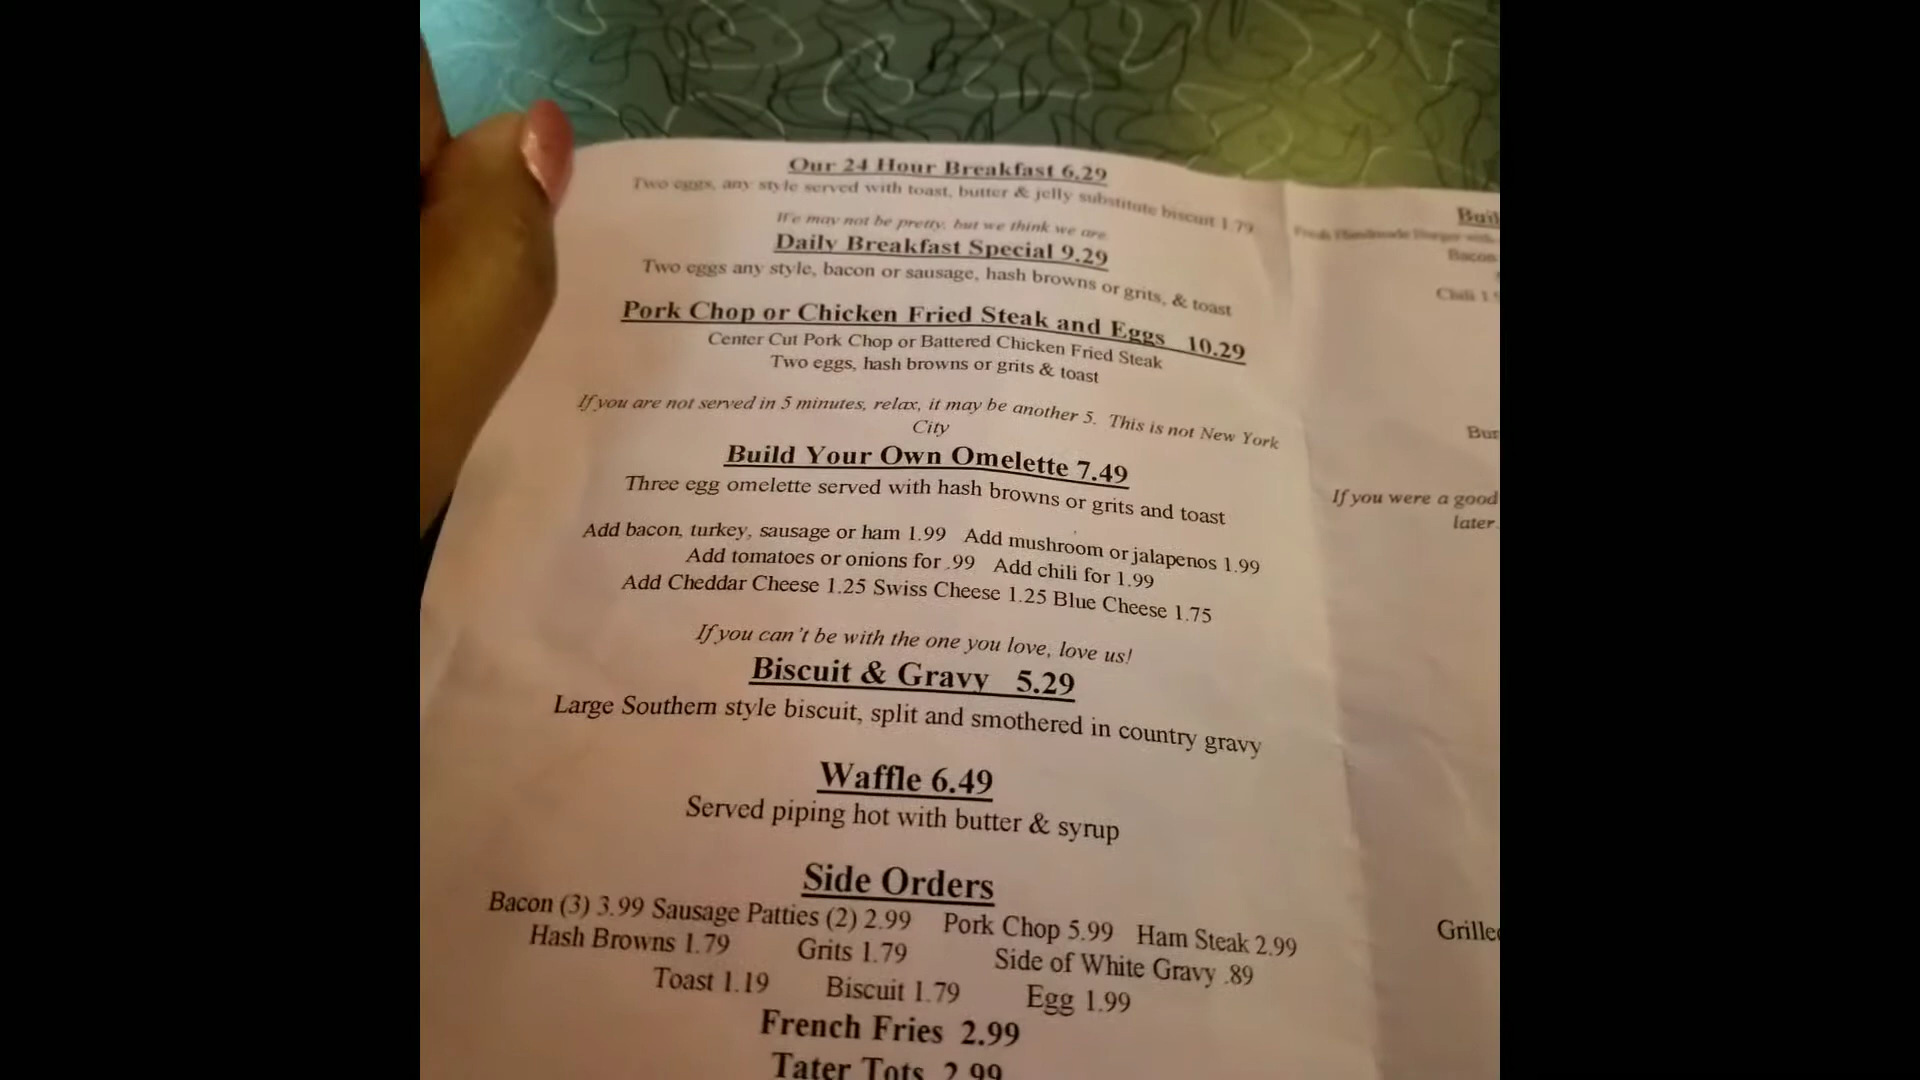 Our 24 Hour Breakfast 6.29
Two eggs, any style served with toast, butter & jelly substitute biscuit 1.79
We may not be pretty, but we think we are
Daily Breakfast Special 9.29
Two eggs any style, bacon or sausage, hash browns or grits, & toast
Pork Chop or Chicken Fried Steak and Eggs 10.29
Center Cut Pork Chop or Battered Chicken Fried Steak
Two eggs, hash browns or grits & toast
If you are not served in 5 minutes, relax, it may be another 5. This is not New York
City
Build Your Own Omelette 7.49
Three egg omelette served with hash browns or grits and toast
Add bacon, turkey, sausage or ham 1.99 Add mushroom or jalapenos 1.99
Add tomatoes or onions for .99 Add chili for 1.99
Add Cheddar Cheese 1.25 Swiss Cheese 1.25 Blue Cheese 1.75
If you can't be with the one you love, love us!
Biscuit & Gravy 5.29
Large Southern style biscuit, split and smothered in country gravy
Waffle 6.49
Served piping hot with butter & syrup
Side Orders
Bacon (3) 3.99 Sausage Patties (2) 2.99 Pork Chop 5.99 Ham Steak 2.99
Hash Browns 1.79 Grits 1.79 Side of White Gravy .89
Toast 1.19 Biscuit 1.79 Egg 1.99
French Fries 2.99
Tater Tots 2.99
Buil
Fresh Handmade Burger with
Bacon
Chili 1.
Bur
If you were a good
later.
Grille